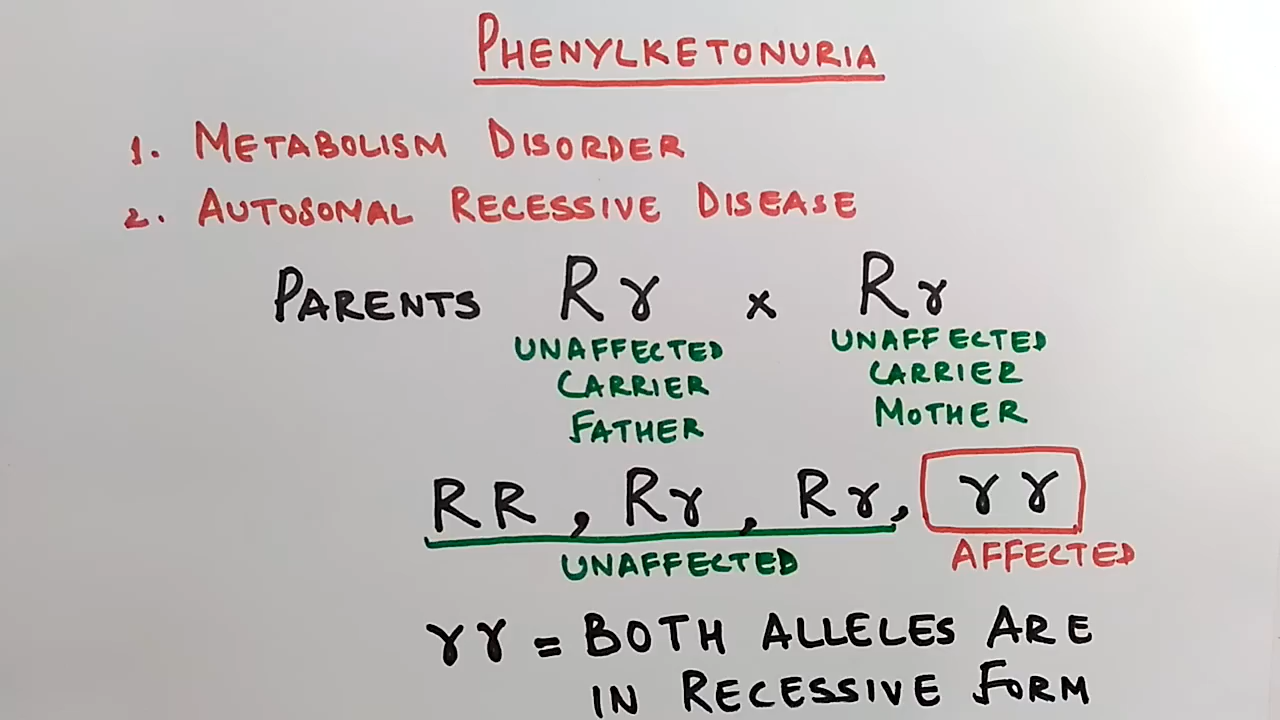 PHENYLKETONURIA
1. METABOLISM DISORDER
2. AUTOSONAL RECESSIVE DISEASE
PARENTS Rr x Rr
UNAFFECTED CARRIER FATHER
UNAFFECTED CARRIER MOTHER
RR, Rr, Rr, rr
UNAFFECTED AFFECTED
rr = BOTH ALLELES ARE
IN RECESSIVE FORM